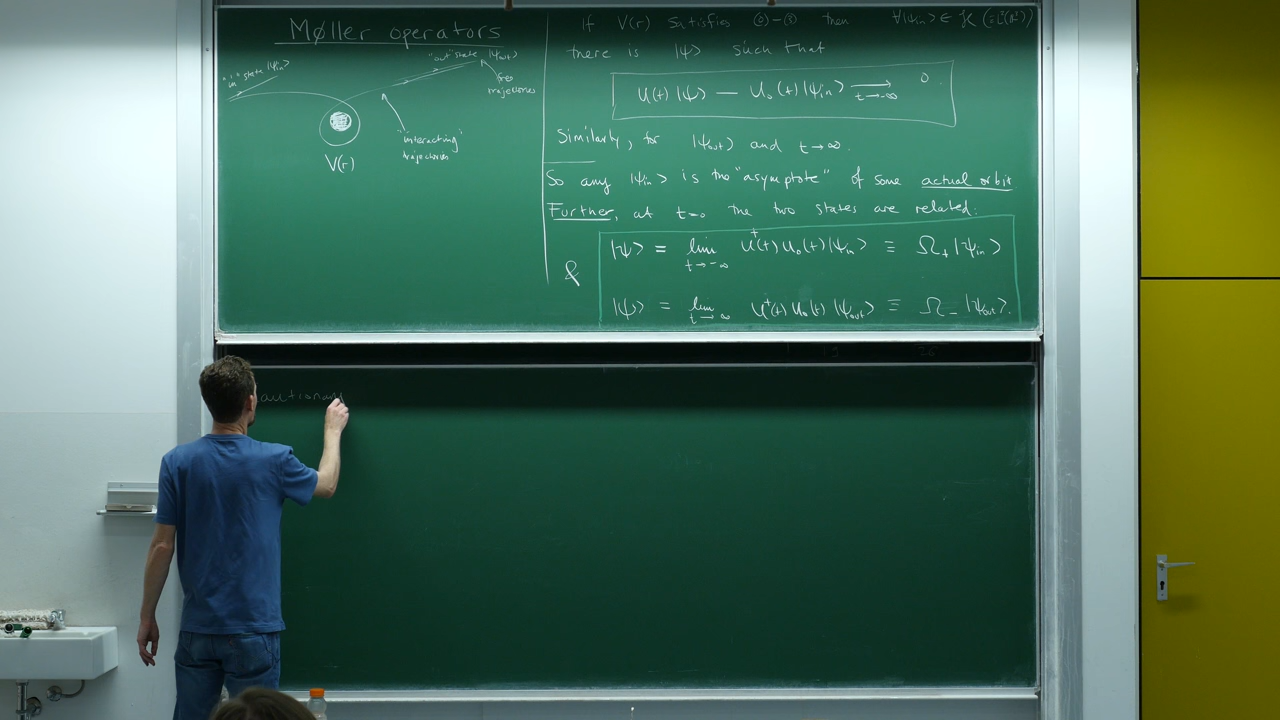 Møller operators
"in" state |ψin⟩
"out" state |ψout⟩
free
trajectories
"interacting"
trajectories
V(r)
If V(r) satisfies ⓪-③ then ∀|ψin⟩ ∈ ℋ (=L²(ℝ³))
there is |ψ⟩ such that
U(t)|ψ⟩ — U₀(t)|ψin⟩ ⟶ 0.
t→-∞
Similarly, for |ψout⟩ and t→∞.
So any |ψin⟩ is the "asymptote" of some actual orbit
Further, at t=0 the two states are related:
|ψ⟩ = lim U†(t)U₀(t)|ψin⟩ ≡ Ω₊|ψin⟩
t→-∞
&
|ψ⟩ = lim U†(t)U₀(t)|ψout⟩ ≡ Ω₋|ψout⟩.
t→∞